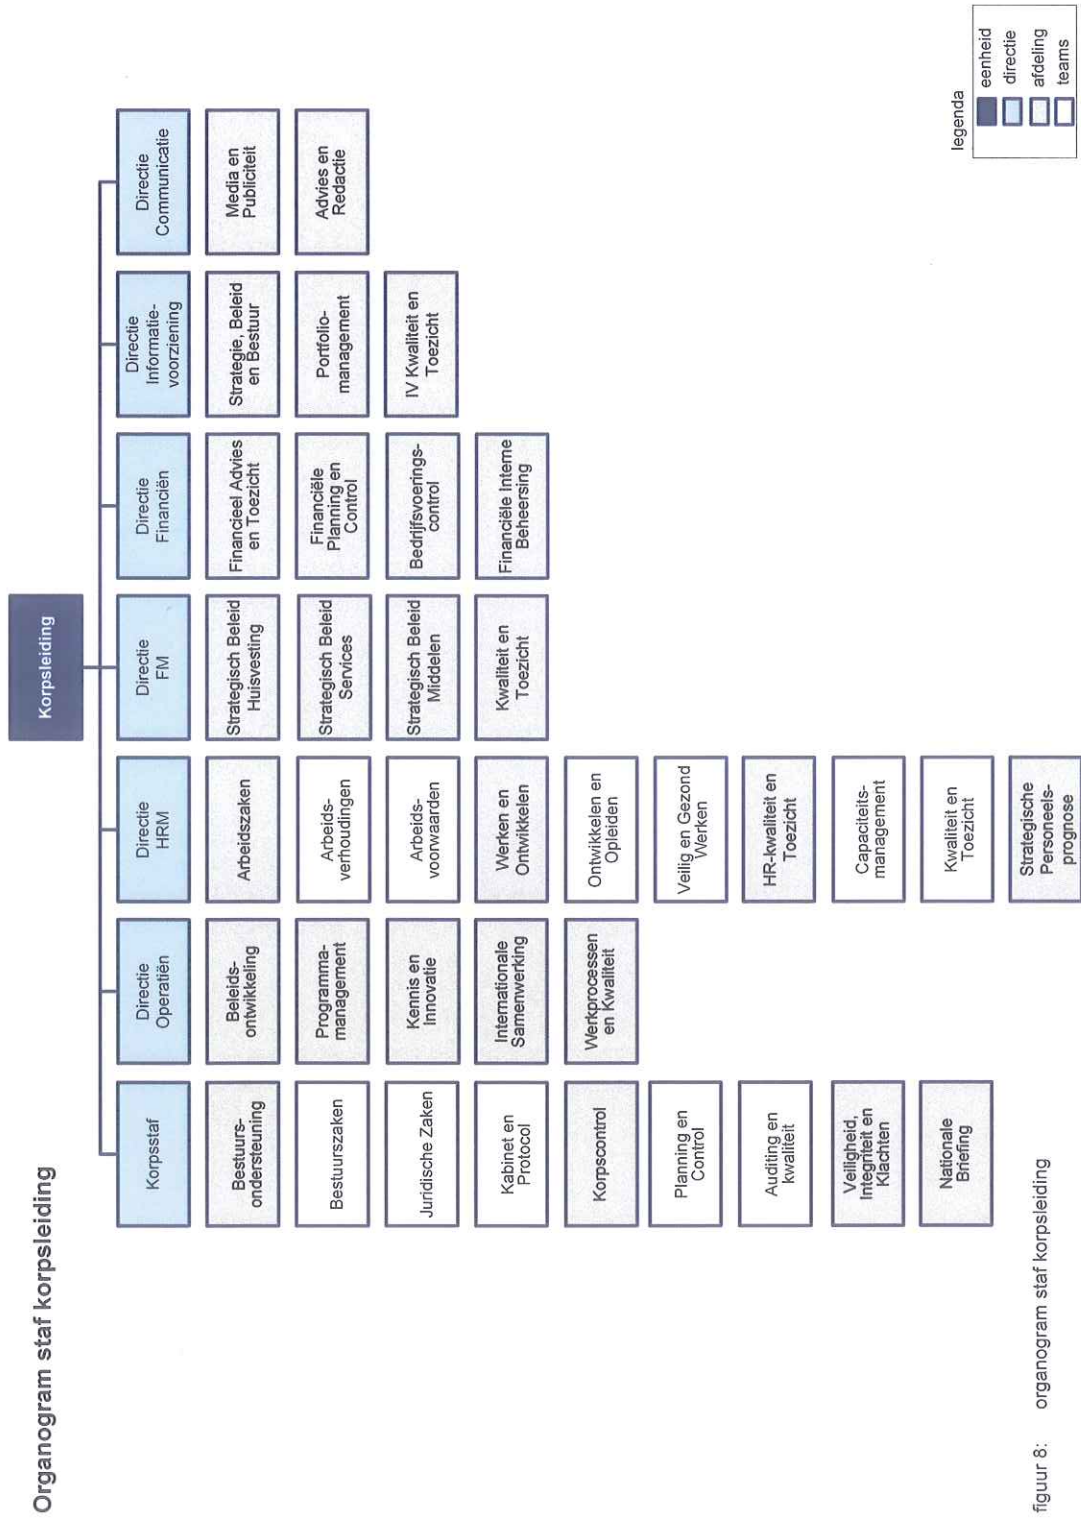 Organogram staf korpsleiding
Korpsleiding
Korpsstaf
Bestuurs-
ondersteuning
Bestuurszaken
Juridische Zaken
Kabinet en
Protocol
Korpscontrol
Planning en
Control
Auditing en
kwaliteit
Veiligheid,
Integriteit en
Klachten
Nationale
Briefing
Directie
Operatiën
Beleids-
ontwikkeling
Programma-
management
Kennis en
Innovatie
Internationale
Samenwerking
Werkprocessen
en Kwaliteit
Directie
HRM
Arbeidszaken
Arbeids-
verhoudingen
Arbeids-
voorwaarden
Werken en
Ontwikkelen
Ontwikkelen en
Opleiden
Veilig en Gezond
Werken
HR-kwaliteit en
Toezicht
Capaciteits-
management
Kwaliteit en
Toezicht
Strategische
Personeels-
prognose
Directie
FM
Strategisch Beleid
Huisvesting
Strategisch Beleid
Services
Strategisch Beleid
Middelen
Kwaliteit en
Toezicht
Directie
Financiën
Financieel Advies
en Toezicht
Financiële
Planning en
Control
Bedrijfsvoerings-
control
Financiële Interne
Beheersing
Directie
Informatie-
voorziening
Strategie, Beleid
en Bestuur
Portfolio-
management
IV Kwaliteit en
Toezicht
Directie
Communicatie
Media en
Publiciteit
Advies en
Redactie
legenda
eenheid
directie
afdeling
teams
figuur 8: organogram staf korpsleiding